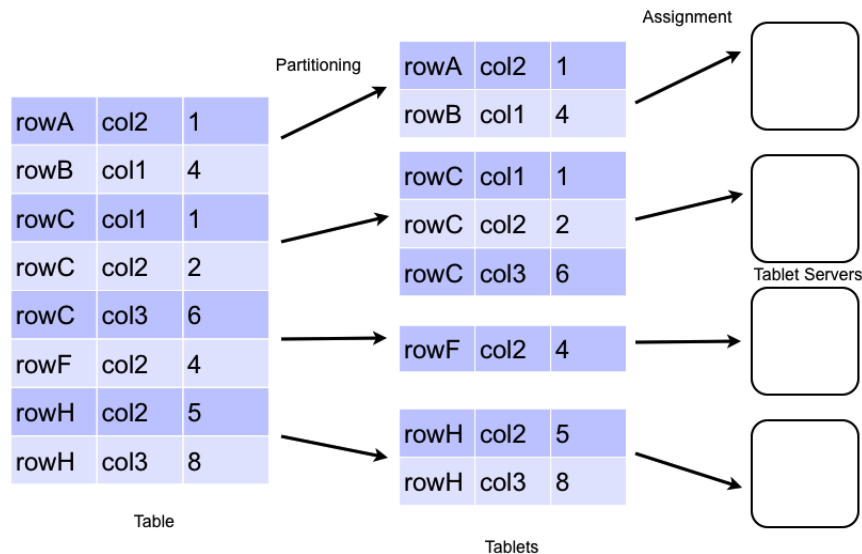 Partitioning
Assignment
rowA col2 1
rowB col1 4
rowC col1 1
rowC col2 2
rowC col3 6
rowF col2 4
rowH col2 5
rowH col3 8
Table
rowA col2 1
rowB col1 4
rowC col1 1
rowC col2 2
rowC col3 6
rowF col2 4
rowH col2 5
rowH col3 8
Tablets
Tablet Servers